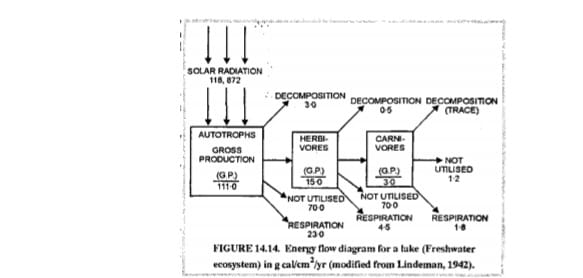 SOLAR RADIATION
118, 872
DECOMPOSITION
3·0
DECOMPOSITION
0·5
DECOMPOSITION
(TRACE)
AUTOTROPHS
GROSS
PRODUCTION
(G.P.)
111·0
HERBI-
VORES
(G.P.)
15·0
CARNI-
VORES
(G.P.)
3·0
NOT
UTILISED
1·2
NOT UTILISED
70·0
NOT UTILISED
70·0
RESPIRATION
23·0
RESPIRATION
4·5
RESPIRATION
1·8
FIGURE 14.14. Energy flow diagram for a lake (Freshwater
ecosystem) in g cal/cm²/yr (modified from Lindeman, 1942).